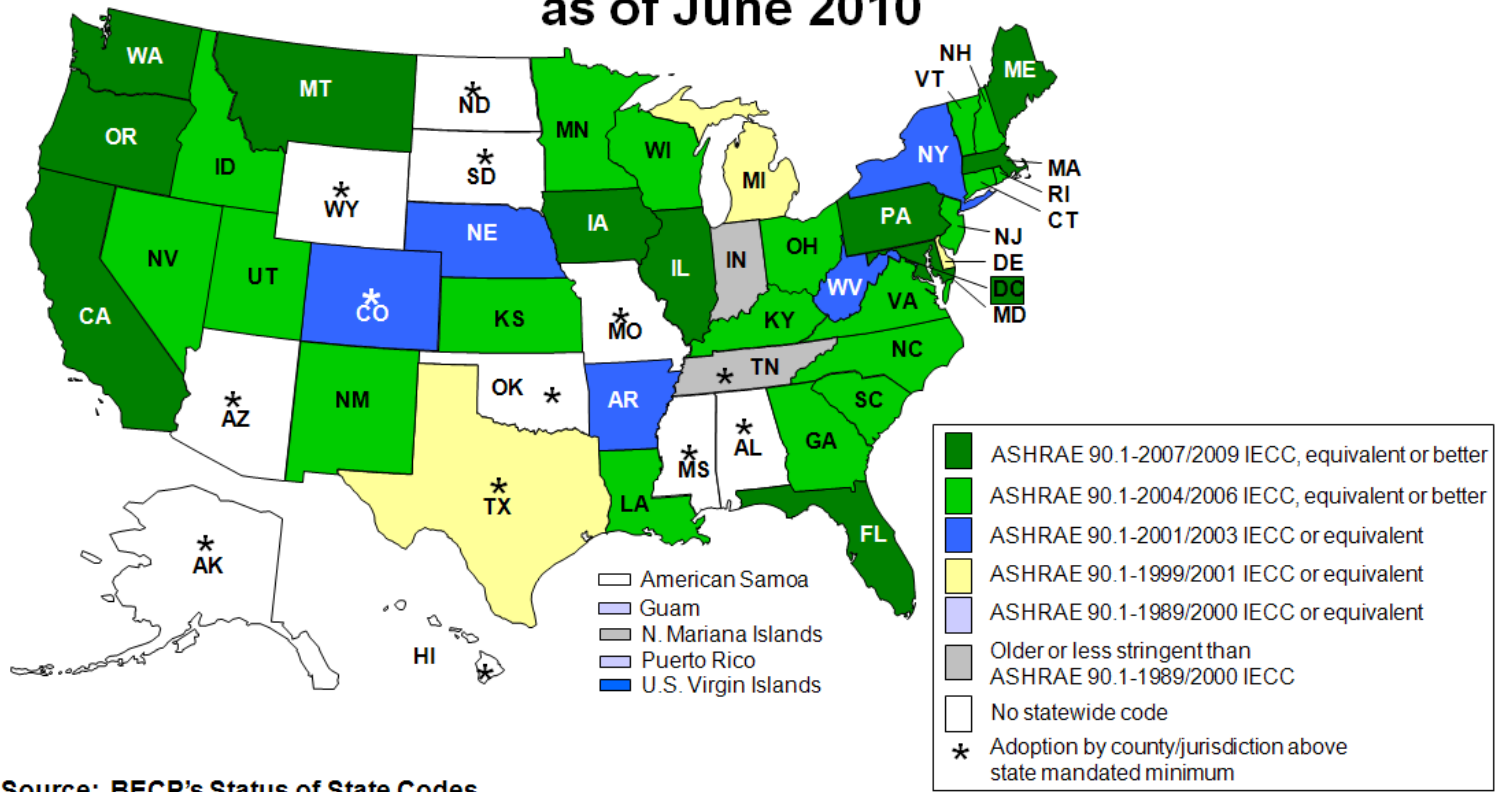 as of June 2010
WA
MT
* ND
MN
OR
ID
* SD
WI
MI
VT
NH
ME
NY
MA
RI
CT
* WY
NE
IA
PA
NJ
DE
DC
MD
NV
UT
* CO
KS
* MO
IL
IN
OH
WV
VA
KY
CA
* AZ
NM
OK *
AR
* TN
NC
SC
* TX
LA
* MS
* AL
GA
FL
* AK
HI *
American Samoa
Guam
N. Mariana Islands
Puerto Rico
U.S. Virgin Islands
ASHRAE 90.1-2007/2009 IECC, equivalent or better
ASHRAE 90.1-2004/2006 IECC, equivalent or better
ASHRAE 90.1-2001/2003 IECC or equivalent
ASHRAE 90.1-1999/2001 IECC or equivalent
ASHRAE 90.1-1989/2000 IECC or equivalent
Older or less stringent than
ASHRAE 90.1-1989/2000 IECC
No statewide code
* Adoption by county/jurisdiction above
state mandated minimum
Source: BECP's Status of State Codes